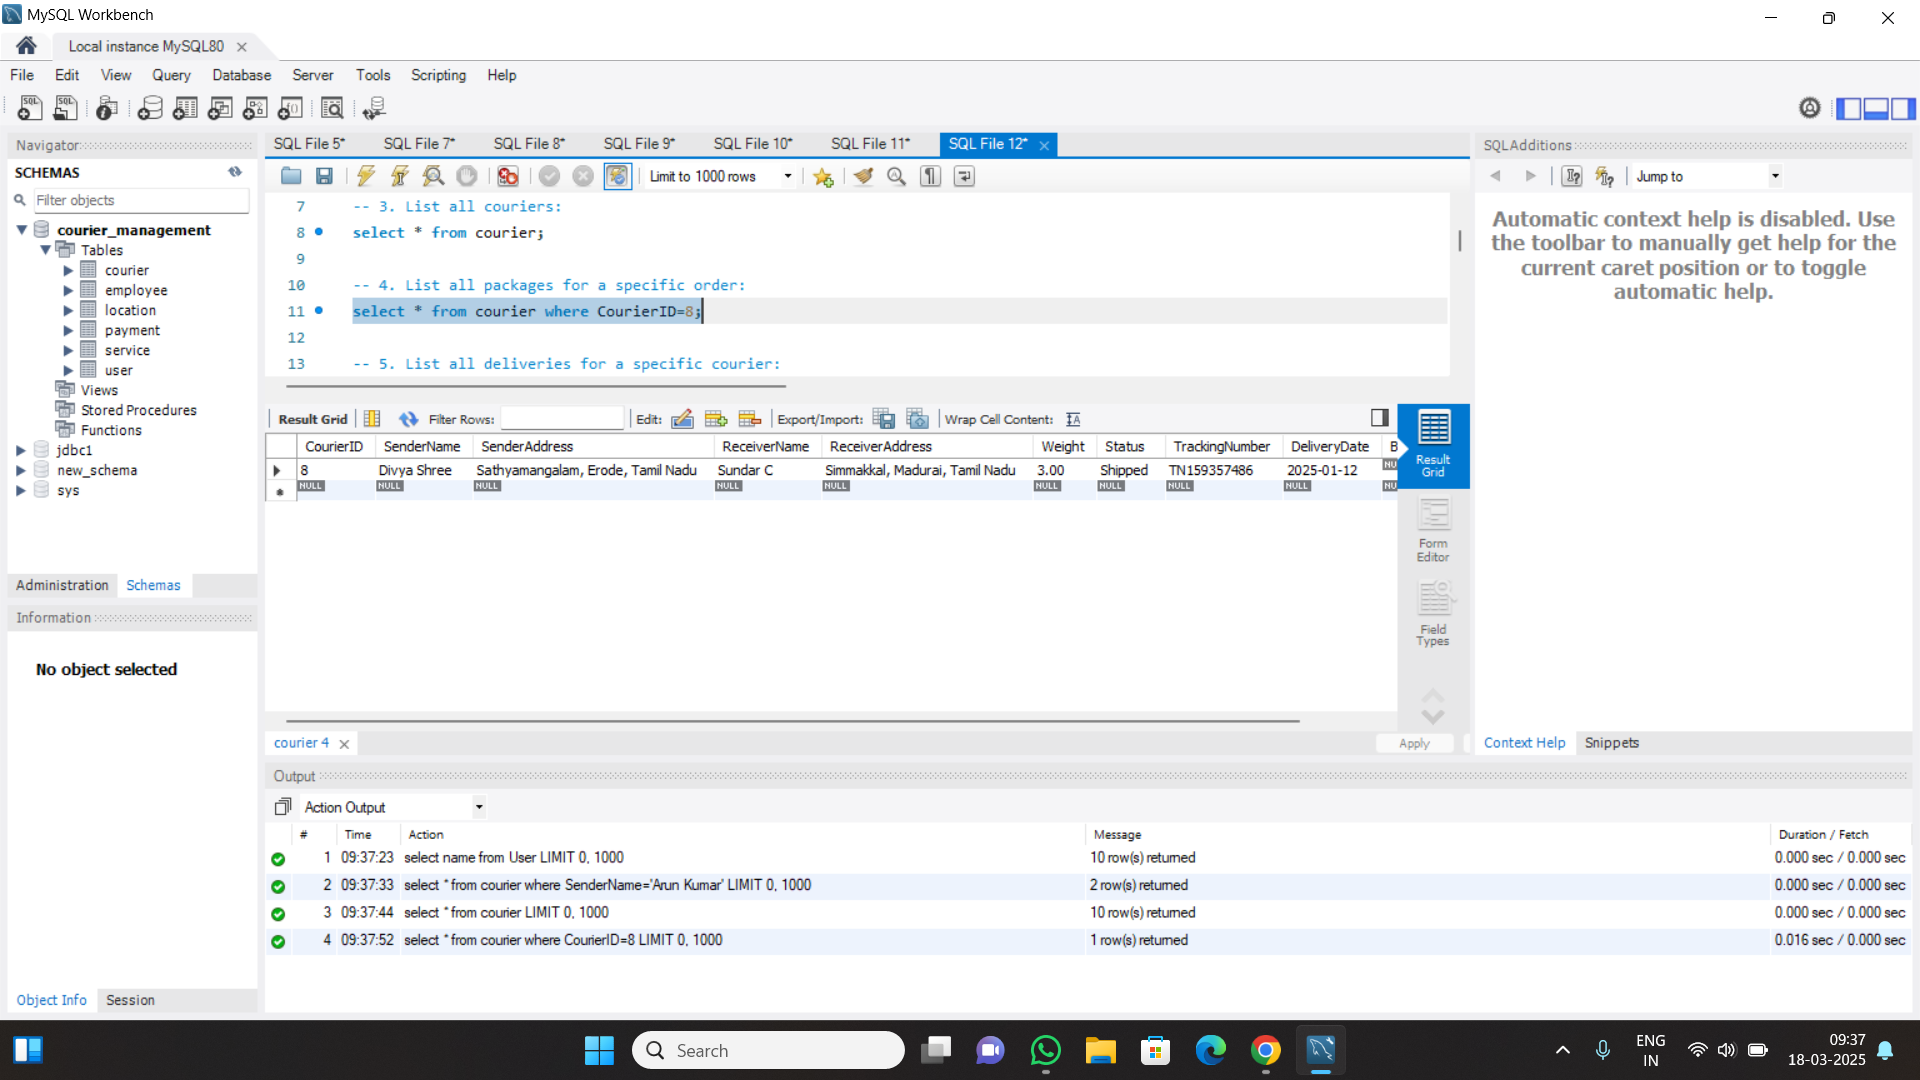 MySQL Workbench
Local instance MySQL80
File Edit View Query Database Server Tools Scripting Help
Navigator
SCHEMAS
Filter objects
courier_management
Tables
courier
employee
location
payment
service
user
Views
Stored Procedures
Functions
jdbc1
new_schema
sys
Administration Schemas
Information
No object selected
Object Info Session
SQL File 5* SQL File 7* SQL File 8* SQL File 9* SQL File 10* SQL File 11* SQL File 12*
Limit to 1000 rows
7 -- 3. List all couriers:
8 select * from courier;
9
10 -- 4. List all packages for a specific order:
11 select * from courier where CourierID=8;
12
13 -- 5. List all deliveries for a specific courier:
Result Grid Filter Rows: Edit: Export/Import: Wrap Cell Content:
CourierID SenderName SenderAddress ReceiverName ReceiverAddress Weight Status TrackingNumber DeliveryDate B
8 Divya Shree Sathyamangalam, Erode, Tamil Nadu Sundar C Simmakkal, Madurai, Tamil Nadu 3.00 Shipped TN159357486 2025-01-12 NU
NULL NULL NULL NULL NULL NULL NULL NULL NULL NU
Result
Grid
Form
Editor
Field
Types
courier 4
Apply
SQLAdditions
Jump to
Automatic context help is disabled. Use
the toolbar to manually get help for the
current caret position or to toggle
automatic help.
Context Help Snippets
Output
Action Output
# Time Action Message Duration / Fetch
1 09:37:23 select name from User LIMIT 0, 1000 10 row(s) returned 0.000 sec / 0.000 sec
2 09:37:33 select * from courier where SenderName='Arun Kumar' LIMIT 0, 1000 2 row(s) returned 0.000 sec / 0.000 sec
3 09:37:44 select * from courier LIMIT 0, 1000 10 row(s) returned 0.000 sec / 0.000 sec
4 09:37:52 select * from courier where CourierID=8 LIMIT 0, 1000 1 row(s) returned 0.016 sec / 0.000 sec
Search
ENG
IN
09:37
18-03-2025